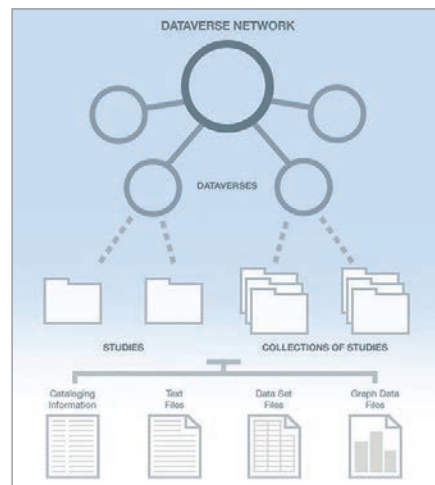 DATAVERSE NETWORK
DATAVERSES
STUDIES
COLLECTIONS OF STUDIES
Cataloging
Information
Text
Files
Data Set
Files
Graph Data
Files